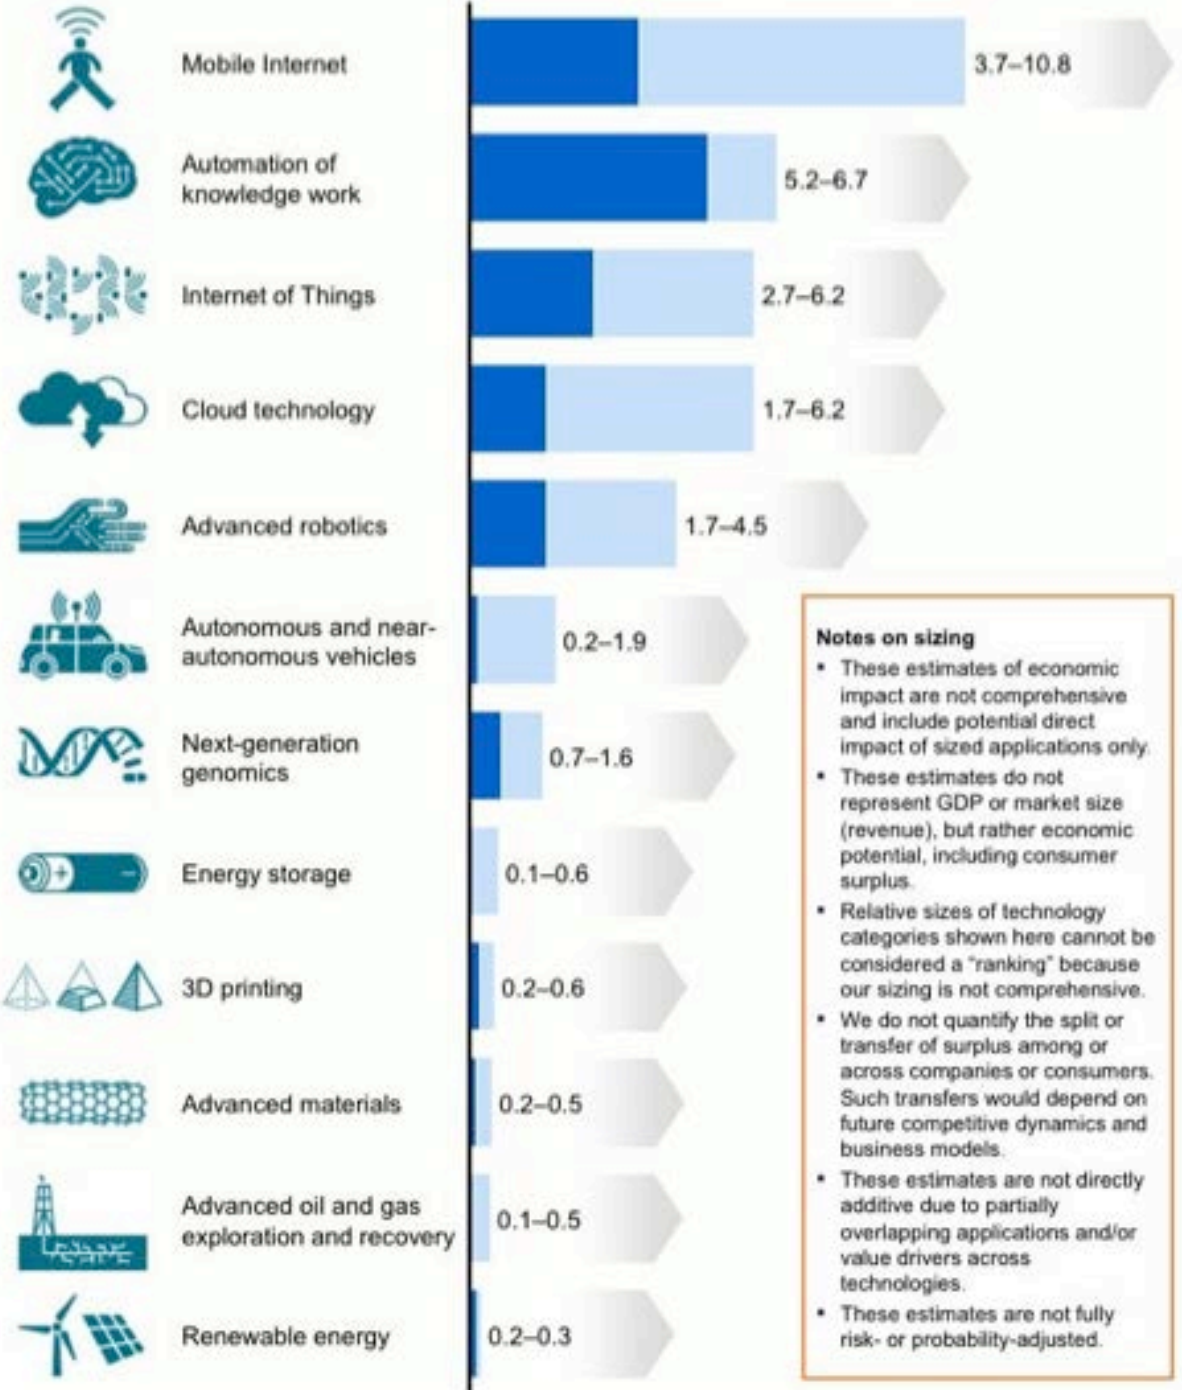 Mobile Internet
3.7–10.8
Automation of
knowledge work
5.2–6.7
Internet of Things
2.7–6.2
Cloud technology
1.7–6.2
Advanced robotics
1.7–4.5
Autonomous and near-
autonomous vehicles
0.2–1.9
Next-generation
genomics
0.7–1.6
Energy storage
0.1–0.6
3D printing
0.2–0.6
Advanced materials
0.2–0.5
Advanced oil and gas
exploration and recovery
0.1–0.5
Renewable energy
0.2–0.3
Notes on sizing
▪ These estimates of economic
impact are not comprehensive
and include potential direct
impact of sized applications only.
▪ These estimates do not
represent GDP or market size
(revenue), but rather economic
potential, including consumer
surplus.
▪ Relative sizes of technology
categories shown here cannot be
considered a “ranking” because
our sizing is not comprehensive.
▪ We do not quantify the split or
transfer of surplus among or
across companies or consumers.
Such transfers would depend on
future competitive dynamics and
business models.
▪ These estimates are not directly
additive due to partially
overlapping applications and/or
value drivers across
technologies.
▪ These estimates are not fully
risk- or probability-adjusted.